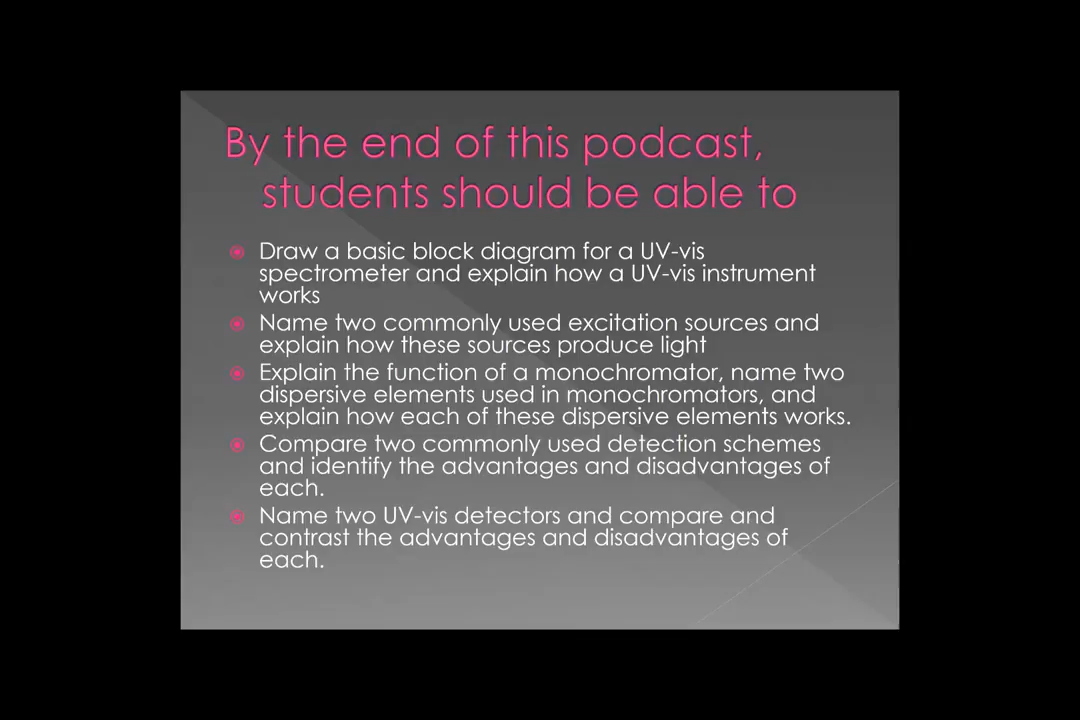 By the end of this podcast,
students should be able to
Draw a basic block diagram for a UV-vis
spectrometer and explain how a UV-vis instrument
works
Name two commonly used excitation sources and
explain how these sources produce light
Explain the function of a monochromator, name two
dispersive elements used in monochromators, and
explain how each of these dispersive elements works.
Compare two commonly used detection schemes
and identify the advantages and disadvantages of
each.
Name two UV-vis detectors and compare and
contrast the advantages and disadvantages of
each.